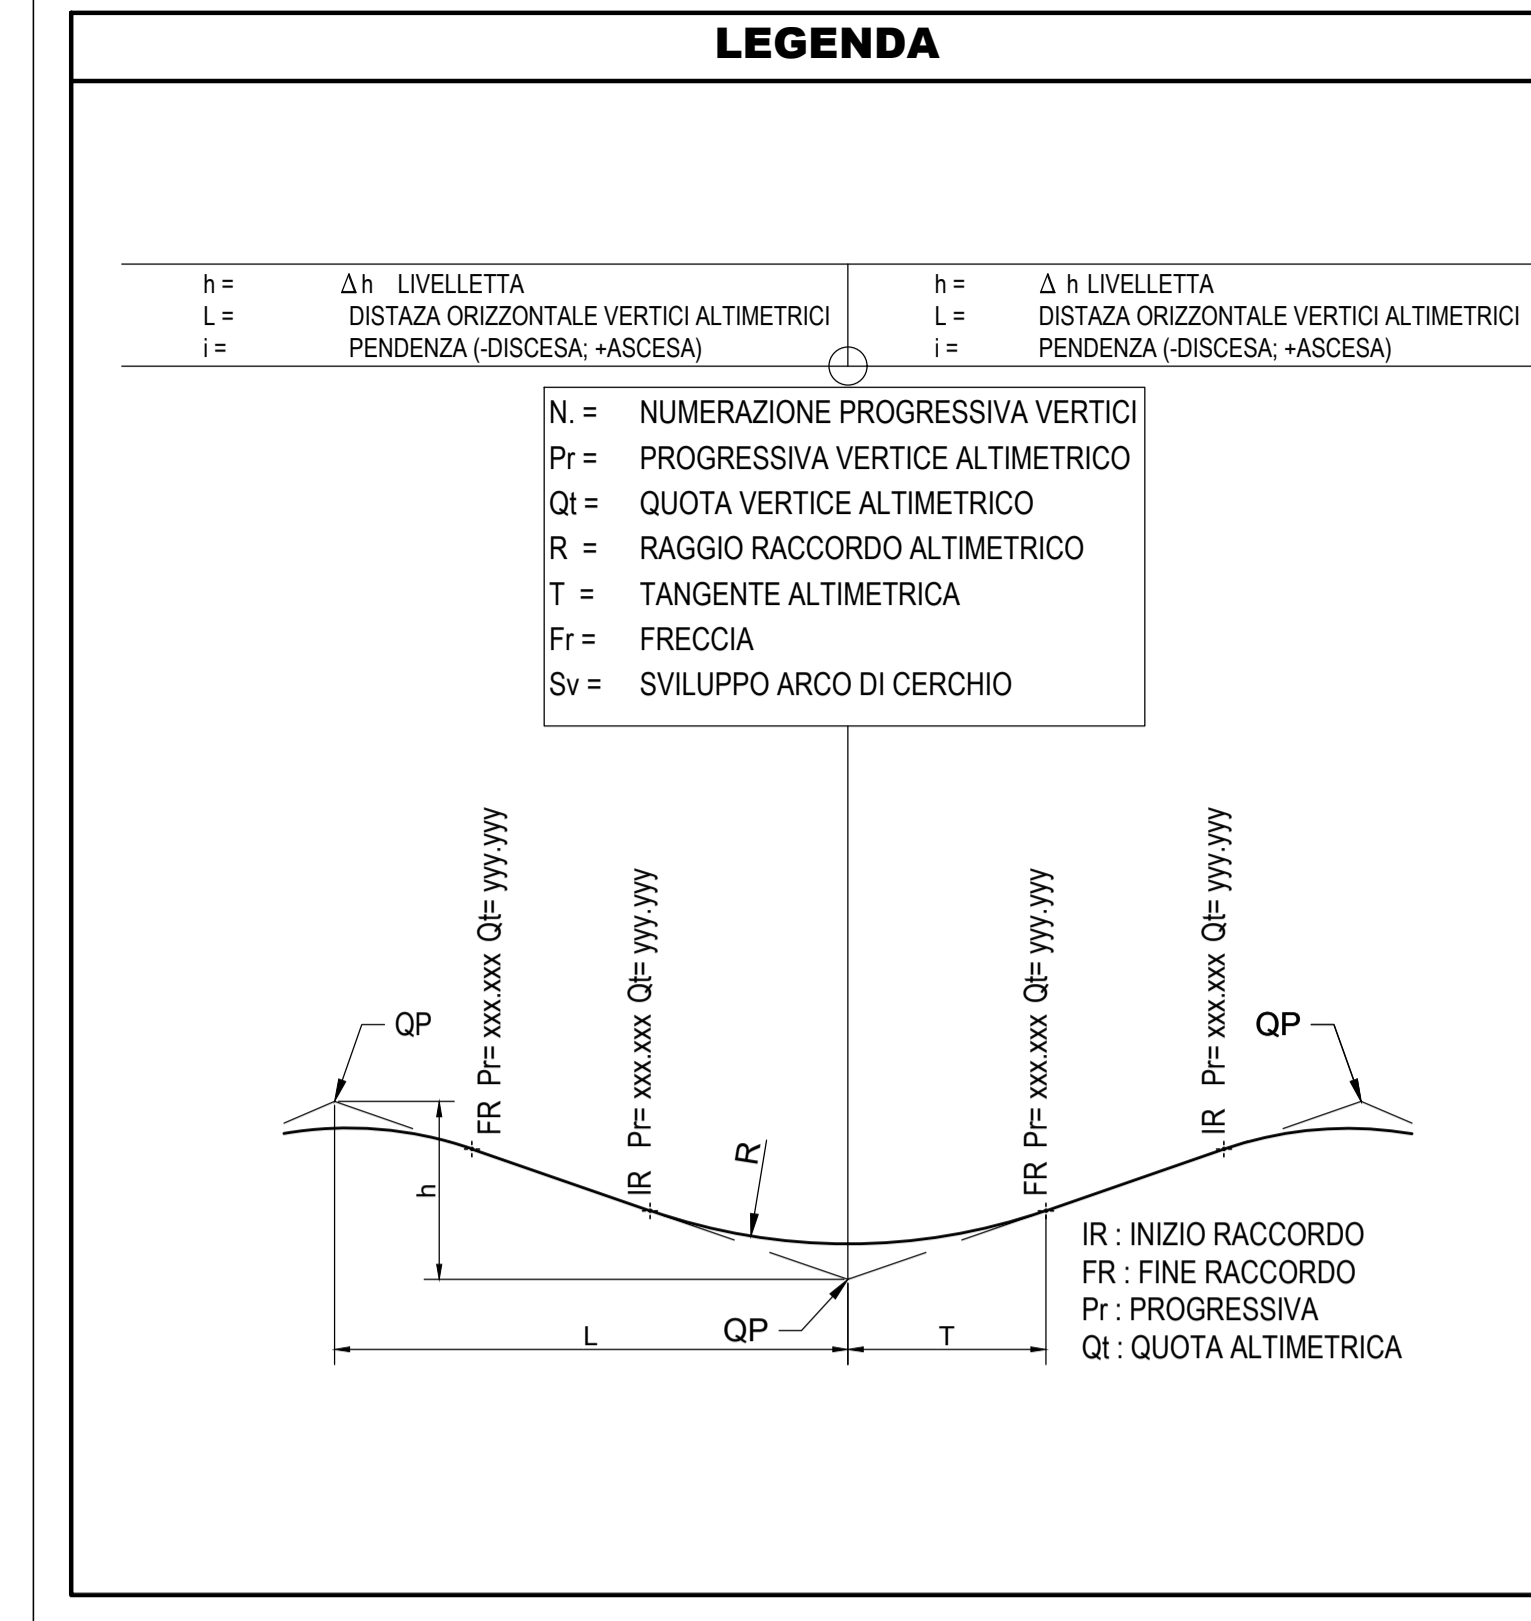 LEGENDA
h = Δ h LIVELLETTA
L = DISTAZA ORIZZONTALE VERTICI ALTIMETRICI
i = PENDENZA (-DISCESA; +ASCESA)
h = Δ h LIVELLETTA
L = DISTAZA ORIZZONTALE VERTICI ALTIMETRICI
i = PENDENZA (-DISCESA; +ASCESA)
N. = NUMERAZIONE PROGRESSIVA VERTICI
Pr = PROGRESSIVA VERTICE ALTIMETRICO
Qt = QUOTA VERTICE ALTIMETRICO
R = RAGGIO RACCORDO ALTIMETRICO
T = TANGENTE ALTIMETRICA
Fr = FRECCIA
Sv = SVILUPPO ARCO DI CERCHIO
QP
FR Pr= xxx.xxx Qt= yyy.yyy
IR Pr= xxx.xxx Qt= yyy.yyy
FR Pr= xxx.xxx Qt= yyy.yyy
IR Pr= xxx.xxx Qt= yyy.yyy
QP
h
R
QP
L
T
IR : INIZIO RACCORDO
FR : FINE RACCORDO
Pr : PROGRESSIVA
Qt : QUOTA ALTIMETRICA